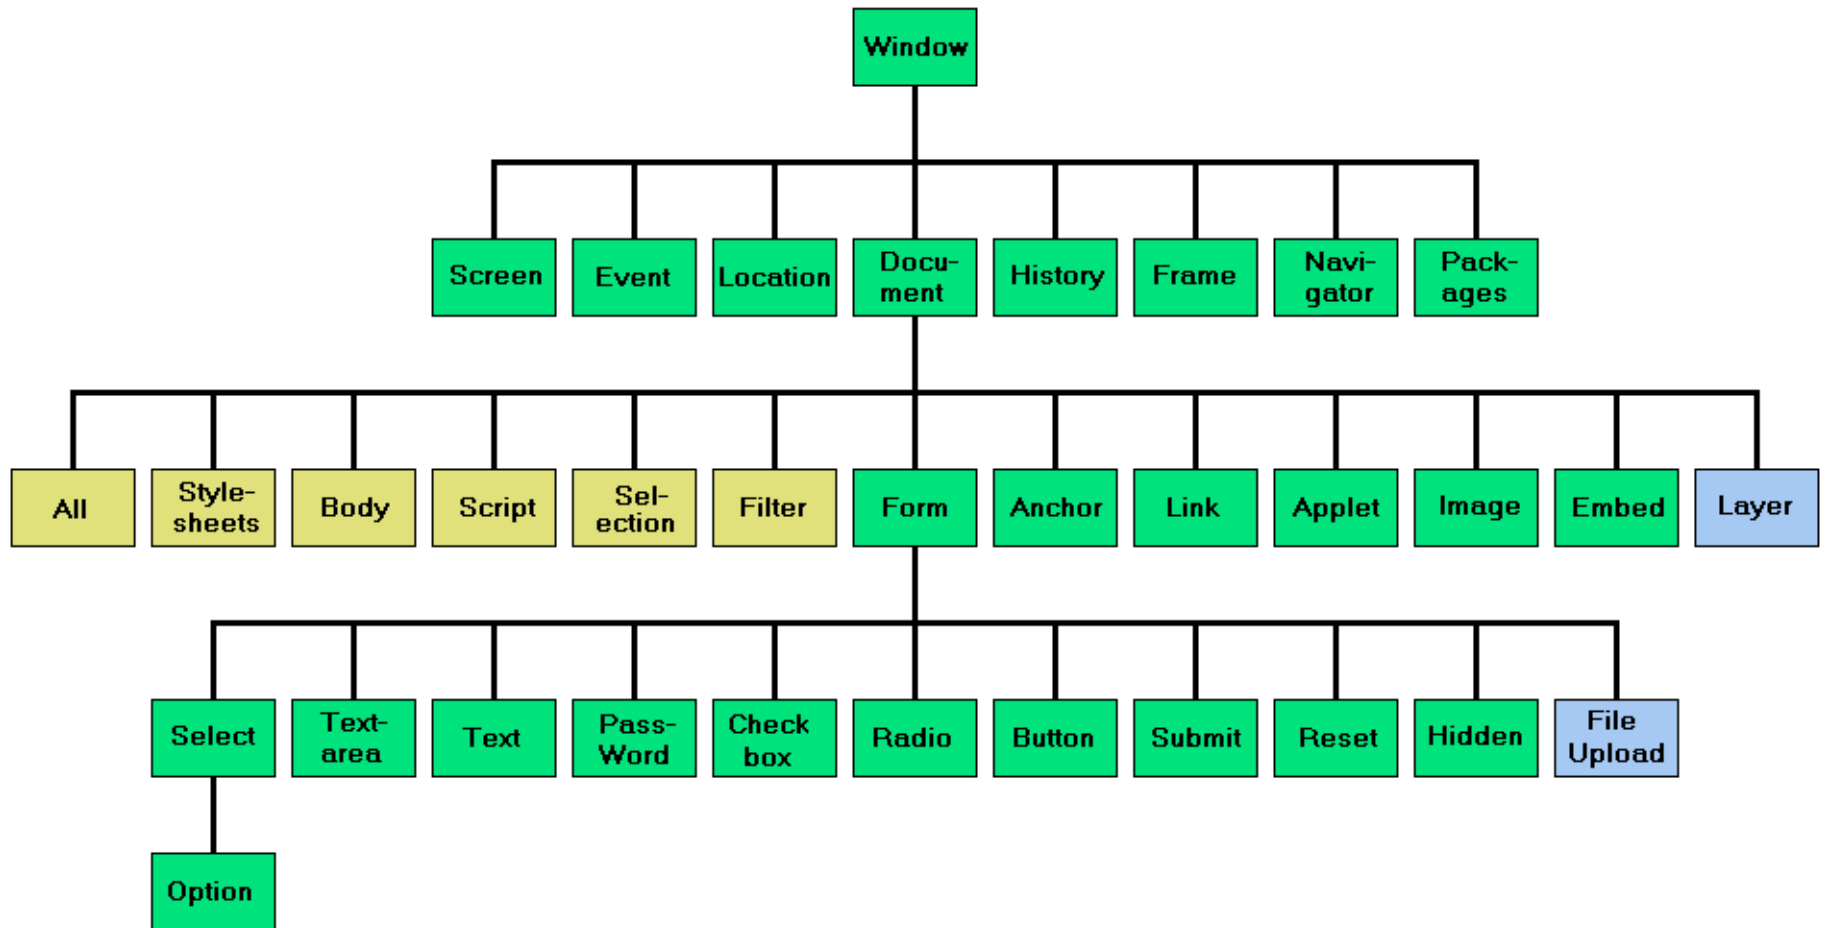 Window
Screen
Event
Location
Docu-
ment
History
Frame
Navi-
gator
Pack-
ages
All
Style-
sheets
Body
Script
Sel-
ection
Filter
Form
Anchor
Link
Applet
Image
Embed
Layer
Select
Text-
area
Text
Pass-
Word
Check
box
Radio
Button
Submit
Reset
Hidden
File
Upload
Option